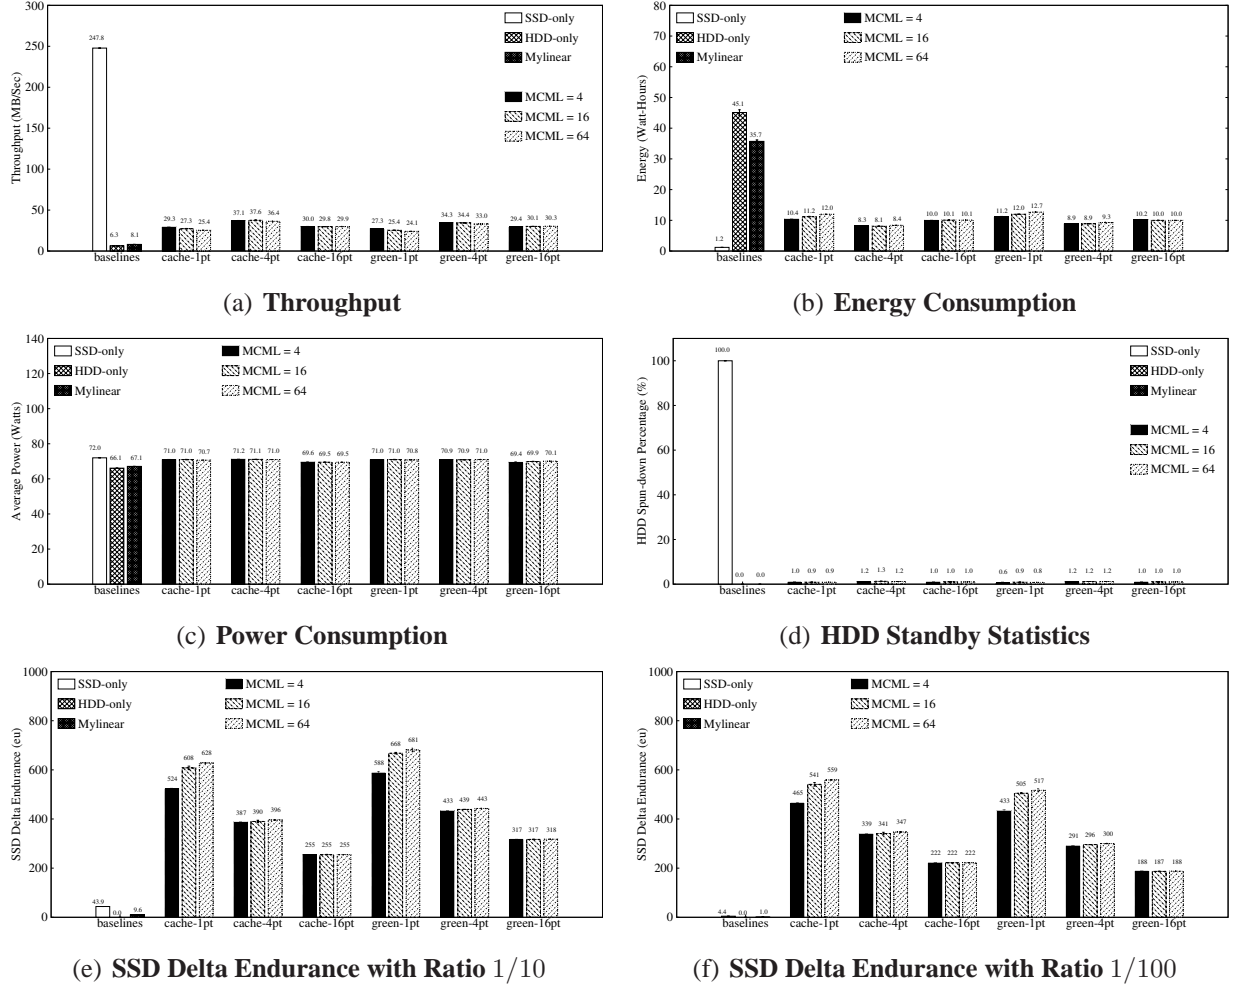 300
250
200
150
100
50
0
Throughput (MB/Sec)
SSD-only
HDD-only
Mylinear
MCML = 4
MCML = 16
MCML = 64
247.8
6.3 8.1
29.3 27.3 25.4
37.1 37.6 36.4
30.0 29.8 29.9
27.3 25.4 24.1
34.3 34.4 33.0
29.4 30.1 30.3
baselines cache-1pt cache-4pt cache-16pt green-1pt green-4pt green-16pt
(a) Throughput
80
70
60
50
40
30
20
10
0
Energy (Watt-Hours)
SSD-only
HDD-only
Mylinear
MCML = 4
MCML = 16
MCML = 64
1.2 45.1 35.7
10.4 11.2 12.0
8.3 8.1 8.4
10.0 10.1 10.1
11.2 12.0 12.7
8.9 8.9 9.3
10.2 10.0 10.0
baselines cache-1pt cache-4pt cache-16pt green-1pt green-4pt green-16pt
(b) Energy Consumption
140
120
100
80
60
40
20
0
Average Power (Watts)
SSD-only
HDD-only
Mylinear
MCML = 4
MCML = 16
MCML = 64
72.0 66.1 67.1
71.0 71.0 70.7
71.2 71.1 71.0
69.6 69.5 69.5
71.0 71.0 70.8
70.9 70.9 71.0
69.4 69.9 70.1
baselines cache-1pt cache-4pt cache-16pt green-1pt green-4pt green-16pt
(c) Power Consumption
100
80
60
40
20
0
HDD Spun-down Percentage (%)
SSD-only
HDD-only
Mylinear
MCML = 4
MCML = 16
MCML = 64
100.0
0.0 0.0
1.0 0.9 0.9
1.2 1.3 1.2
1.0 1.0 1.0
0.6 0.9 0.8
1.2 1.2 1.2
1.0 1.0 1.0
baselines cache-1pt cache-4pt cache-16pt green-1pt green-4pt green-16pt
(d) HDD Standby Statistics
1000
800
600
400
200
0
SSD Delta Endurance (eu)
SSD-only
HDD-only
Mylinear
MCML = 4
MCML = 16
MCML = 64
43.9 0.0 9.6
524 608 628
387 390 396
255 255 255
588 668 681
433 439 443
317 317 318
baselines cache-1pt cache-4pt cache-16pt green-1pt green-4pt green-16pt
(e) SSD Delta Endurance with Ratio 1/10
1000
800
600
400
200
0
SSD Delta Endurance (eu)
SSD-only
HDD-only
Mylinear
MCML = 4
MCML = 16
MCML = 64
4.4 0.0 1.0
465 541 559
339 341 347
222 222 222
433 505 517
291 296 300
188 187 188
baselines cache-1pt cache-4pt cache-16pt green-1pt green-4pt green-16pt
(f) SSD Delta Endurance with Ratio 1/100